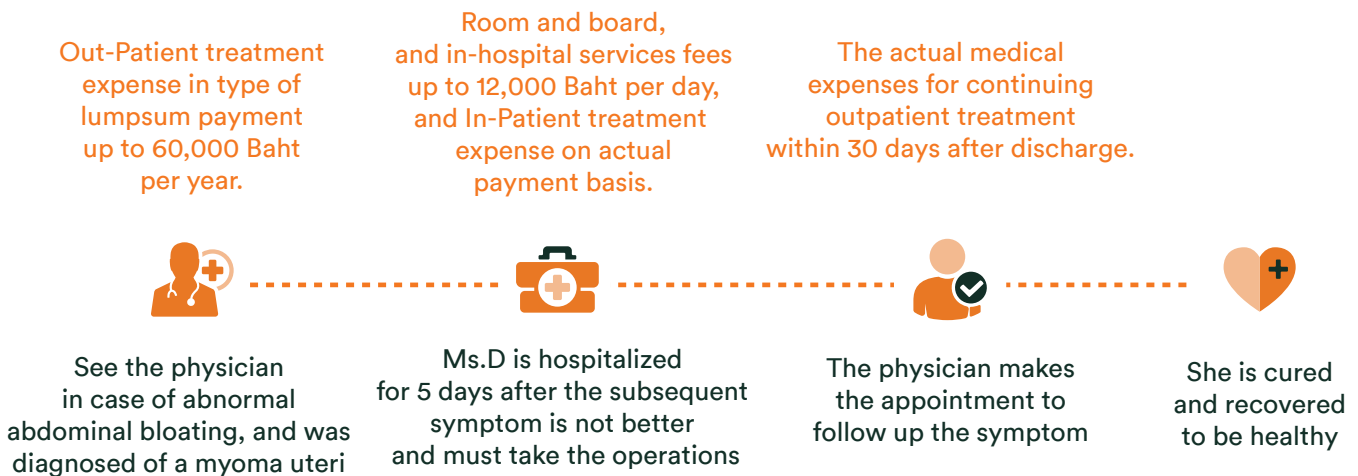 Out-Patient treatment
expense in type of
lumpsum payment
up to 60,000 Baht
per year.
Room and board,
and in-hospital services fees
up to 12,000 Baht per day,
and In-Patient treatment
expense on actual
payment basis.
The actual medical
expenses for continuing
outpatient treatment
within 30 days after discharge.
See the physician
in case of abnormal
abdominal bloating, and was
diagnosed of a myoma uteri
Ms.D is hospitalized
for 5 days after the subsequent
symptom is not better
and must take the operations
The physician makes
the appointment to
follow up the symptom
She is cured
and recovered
to be healthy